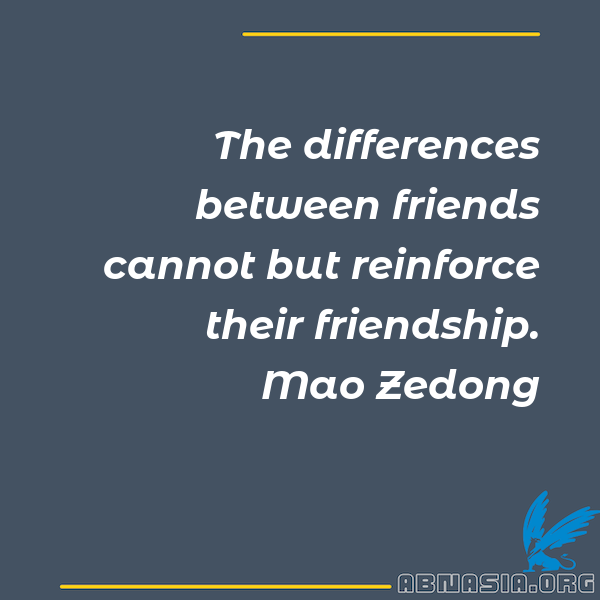 The differences
between friends
cannot but reinforce
their friendship.
Mao Zedong
ABNASIA.ORG